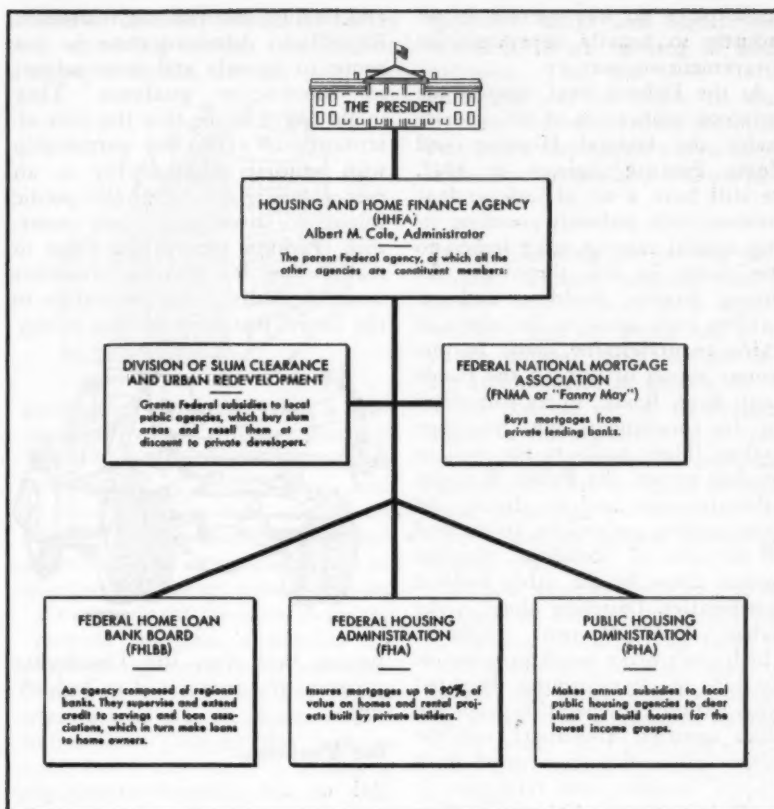 THE PRESIDENT
HOUSING AND HOME FINANCE AGENCY
(HHFA)
Albert M. Cole, Administrator
The parent Federal agency, of which all the
other agencies are constituent members:
DIVISION OF SLUM CLEARANCE
AND URBAN REDEVELOPMENT
Grants Federal subsidies to local
public agencies, which buy slum
areas and resell them at a
discount to private developers.
FEDERAL NATIONAL MORTGAGE
ASSOCIATION
(FNMA or "Fanny May")
Buys mortgages from
private lending banks.
FEDERAL HOME LOAN
BANK BOARD
(FHLBB)
An agency composed of regional
banks. They supervise and extend
credit to savings and loan asso-
ciations, which in turn make loans
to home owners.
FEDERAL HOUSING
ADMINISTRATION
(FHA)
Insures mortgages up to 90% of
value on homes and rental proj-
ects built by private builders.
PUBLIC HOUSING
ADMINISTRATION
(PHA)
Makes annual subsidies to local
public housing agencies to clear
slums and build houses for the
lowest income groups.